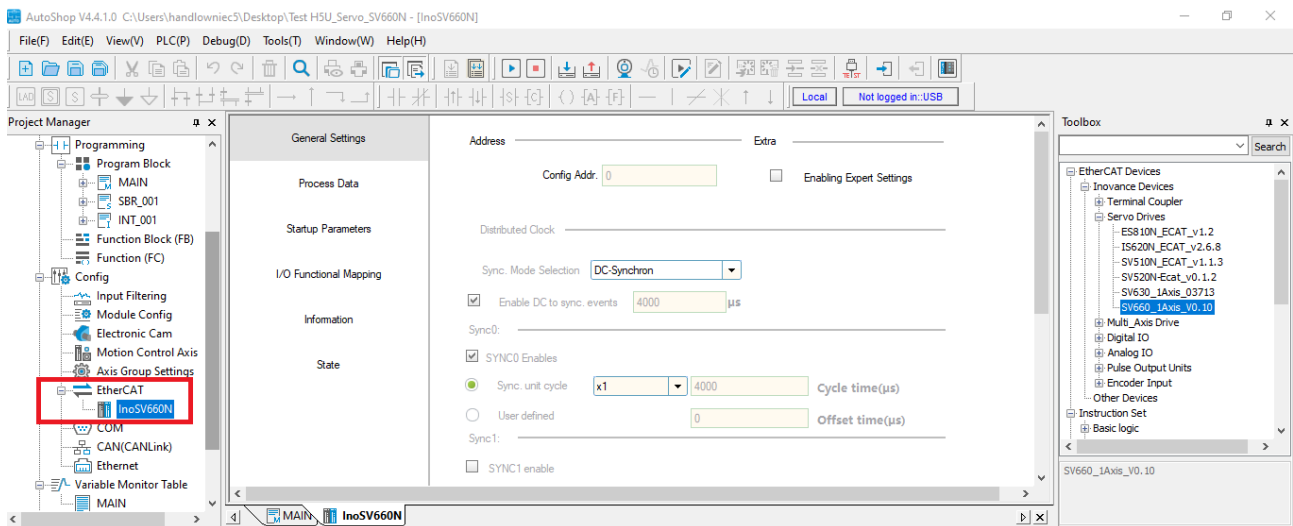 AutoShop V4.4.1.0 C:\Users\handlowniec5\Desktop\Test H5U_Servo_SV660N - [InoSV660N]
File(F) Edit(E) View(V) PLC(P) Debug(D) Tools(T) Window(W) Help(H)
Local Not logged in::USB
Project Manager
Programming
Program Block
MAIN
SBR_001
INT_001
Function Block (FB)
Function (FC)
Config
Input Filtering
Module Config
Electronic Cam
Motion Control Axis
Axis Group Settings
EtherCAT
InoSV660N
COM
CAN(CANLink)
Ethernet
Variable Monitor Table
MAIN
General Settings
Process Data
Startup Parameters
I/O Functional Mapping
Information
State
Address Extra
Config Addr. 0 Enabling Expert Settings
Distributed Clock
Sync. Mode Selection DC-Synchron
Enable DC to sync. events 4000 μs
Sync0:
SYNC0 Enables
Sync. unit cycle x1 4000 Cycle time(μs)
User defined 0 Offset time(μs)
Sync1:
SYNC1 enable
MAIN InoSV660N
Toolbox
Search
EtherCAT Devices
Inovance Devices
Terminal Coupler
Servo Drives
ES810N_ECAT_v1.2
IS620N_ECAT_v2.6.8
SV510N_ECAT_v1.1.3
SV520N-Ecat_v0.1.2
SV630_1Axis_03713
SV660_1Axis_V0.10
Multi_Axis Drive
Digital IO
Analog IO
Pulse Output Units
Encoder Input
Other Devices
Instruction Set
Basic logic
SV660_1Axis_V0.10